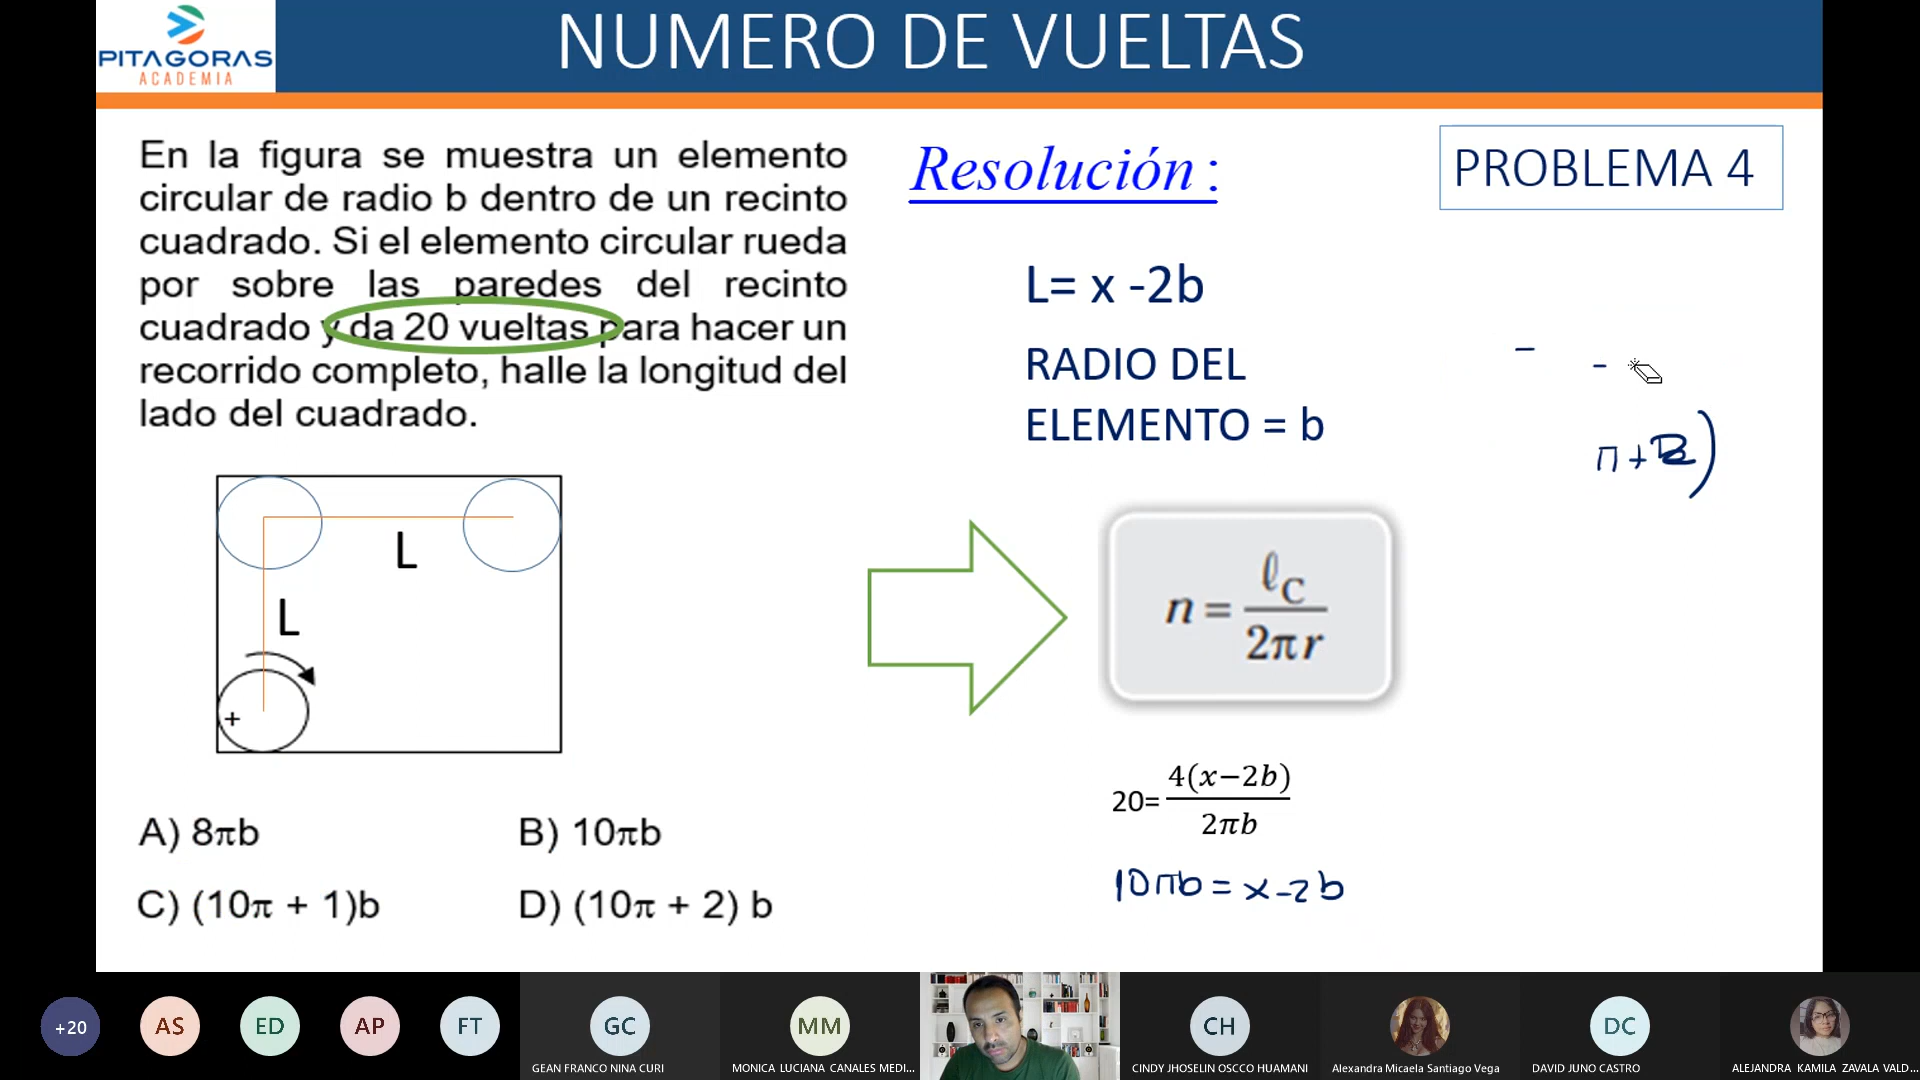 PITAGORAS
ACADEMIA
NUMERO DE VUELTAS
En la figura se muestra un elemento
circular de radio b dentro de un recinto
cuadrado. Si el elemento circular rueda
por sobre las paredes del recinto
cuadrado y da 20 vueltas para hacer un
recorrido completo, halle la longitud del
lado del cuadrado.
L
L
+
A) 8πb
B) 10πb
C) (10π + 1)b
D) (10π + 2) b
Resolución :
PROBLEMA 4
L= x -2b
RADIO DEL
ELEMENTO = b
n = ℓC / 2πr
20= 4(x−2b) / 2πb
10πb = x-2b
+20
AS
ED
AP
FT
GC
GEAN FRANCO NINA CURI
MM
MONICA LUCIANA CANALES MEDI...
CH
CINDY JHOSELIN OSCCO HUAMANI
Alexandra Micaela Santiago Vega
DC
DAVID JUNO CASTRO
ALEJANDRA KAMILA ZAVALA VALD...